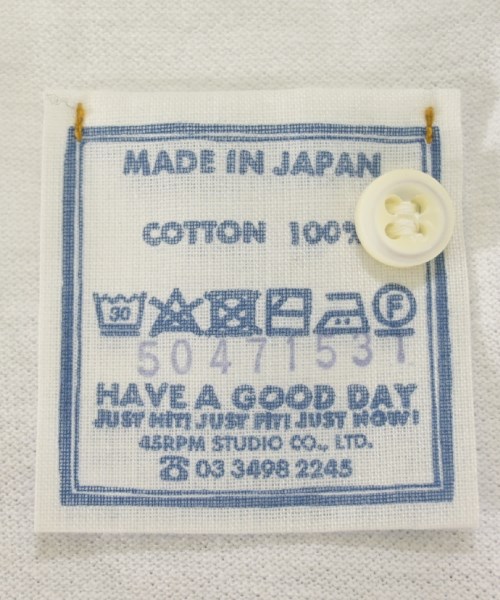 MADE IN JAPAN
COTTON 100%
30 F
50471531
HAVE A GOOD DAY
JUST HIT! JUST FIT! JUST NOW!
45RPM STUDIO CO., LTD.
☎ 03 3498 2245